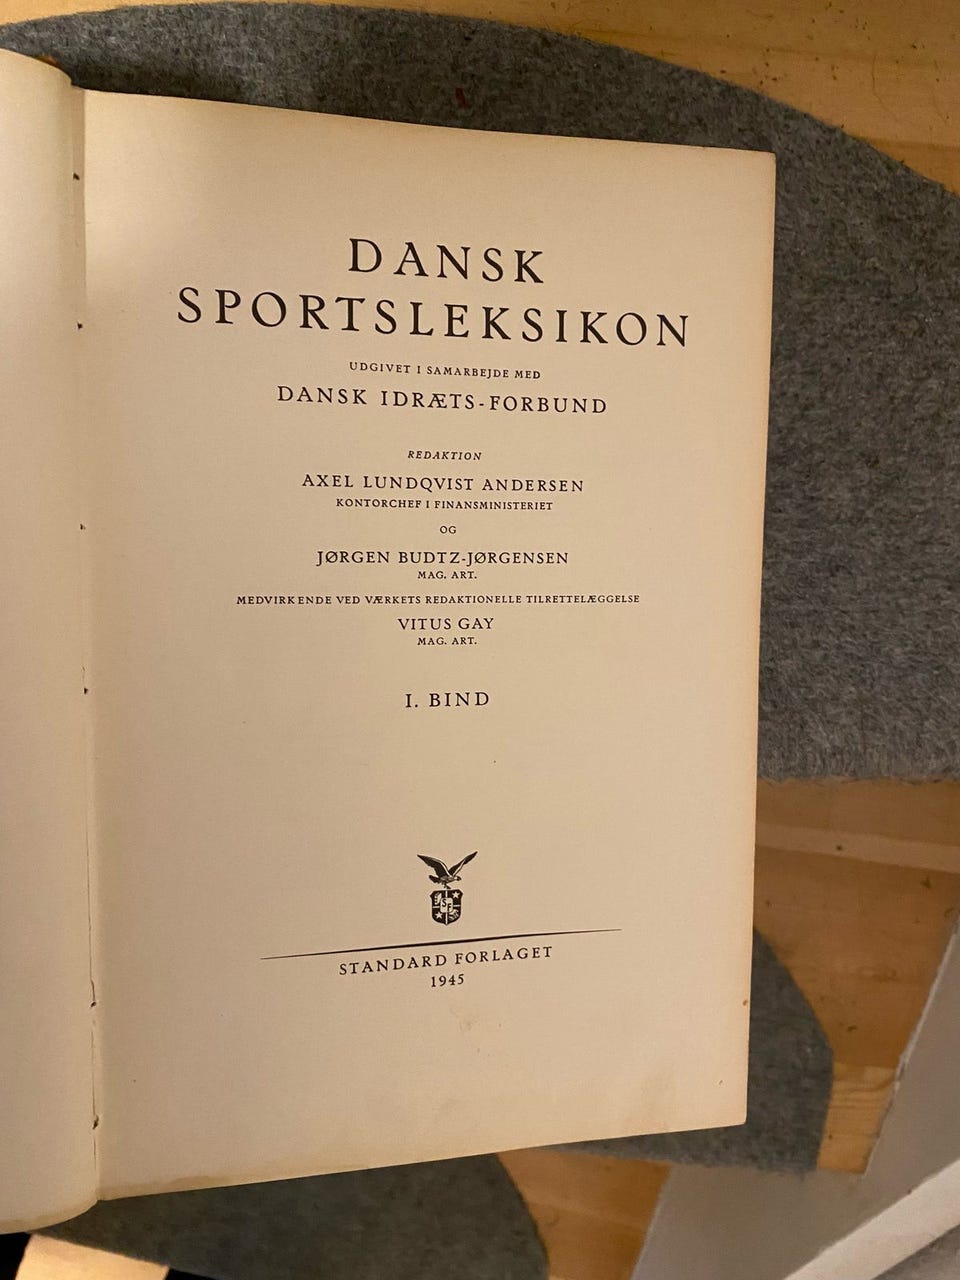 DANSK
SPORTSLEKSIKON
UDGIVET I SAMARBEJDE MED
DANSK IDRÆTS-FORBUND
REDAKTION
AXEL LUNDQVIST ANDERSEN
KONTORCHEF I FINANSMINISTERIET
OG
JØRGEN BUDTZ-JØRGENSEN
MAG. ART.
MEDVIRKENDE VED VÆRKETS REDAKTIONELLE TILRETTELÆGGELSE
VITUS GAY
MAG. ART.
I. BIND
SF
STANDARD FORLAGET
1945